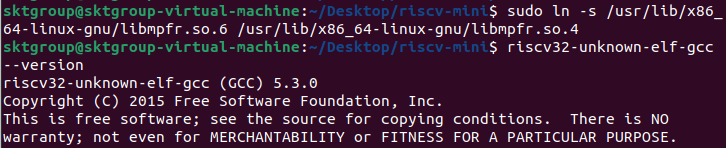 sktgroup@sktgroup-virtual-machine:~/Desktop/riscv-mini$ sudo ln -s /usr/lib/x86_
64-linux-gnu/libmpfr.so.6 /usr/lib/x86_64-linux-gnu/libmpfr.so.4
sktgroup@sktgroup-virtual-machine:~/Desktop/riscv-mini$ riscv32-unknown-elf-gcc
--version
riscv32-unknown-elf-gcc (GCC) 5.3.0
Copyright (C) 2015 Free Software Foundation, Inc.
This is free software; see the source for copying conditions.  There is NO
warranty; not even for MERCHANTABILITY or FITNESS FOR A PARTICULAR PURPOSE.